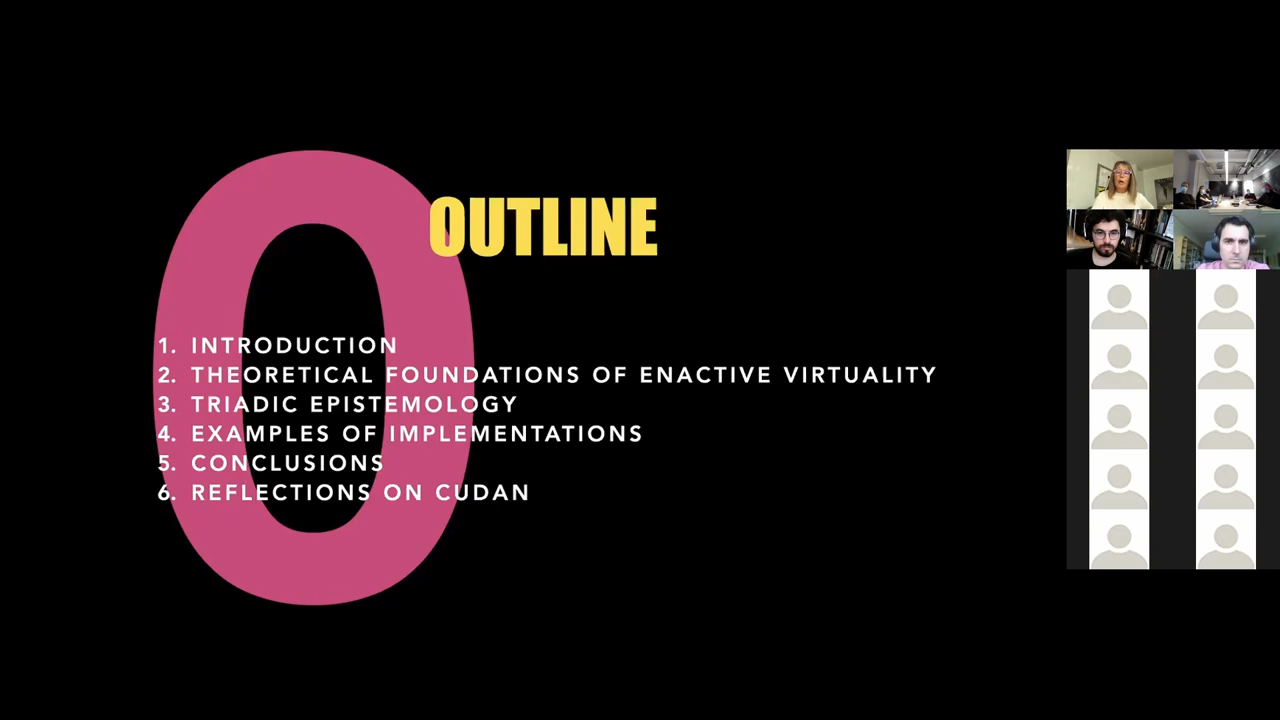 0
OUTLINE
1. INTRODUCTION
2. THEORETICAL FOUNDATIONS OF ENACTIVE VIRTUALITY
3. TRIADIC EPISTEMOLOGY
4. EXAMPLES OF IMPLEMENTATIONS
5. CONCLUSIONS
6. REFLECTIONS ON CUDAN